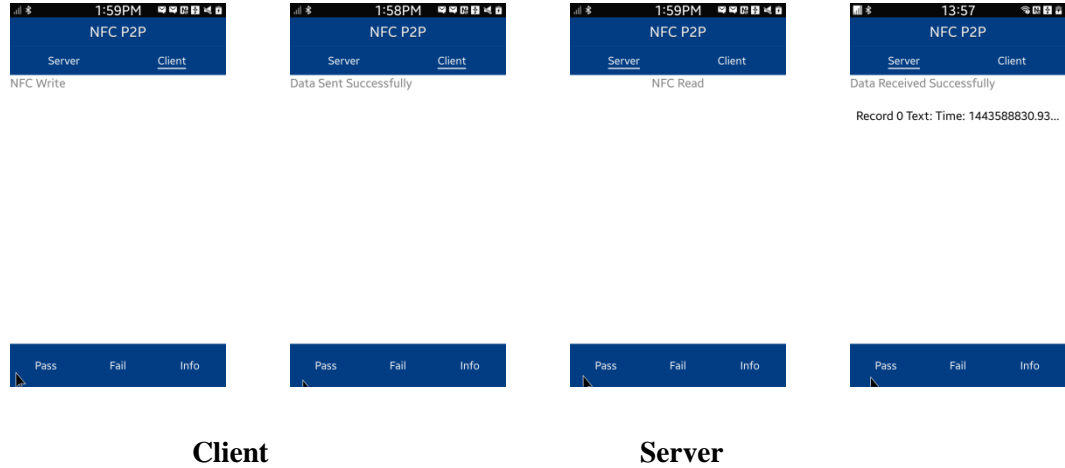 1:59PM
NFC P2P
Server Client
NFC Write
Pass Fail Info
1:58PM
NFC P2P
Server Client
Data Sent Successfully
Pass Fail Info
1:59PM
NFC P2P
Server Client
NFC Read
Pass Fail Info
13:57
NFC P2P
Server Client
Data Received Successfully
Record 0 Text: Time: 1443588830.93...
Pass Fail Info
Client
Server